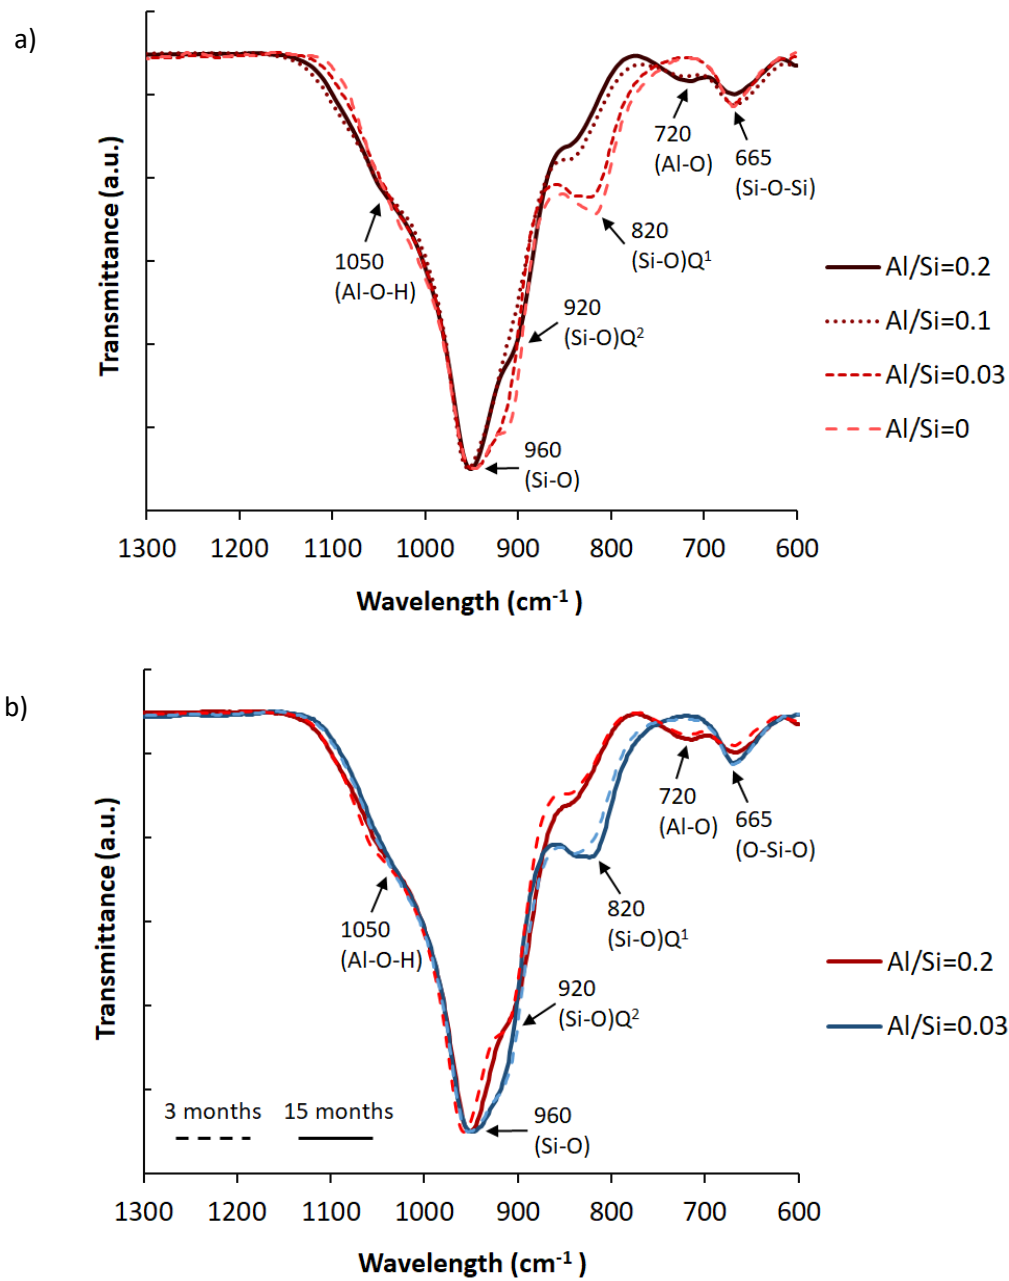 a)
Transmittance (a.u.)
1050
(Al-O-H)
960
(Si-O)
920
(Si-O)Q²
820
(Si-O)Q¹
720
(Al-O)
665
(Si-O-Si)
Al/Si=0.2
Al/Si=0.1
Al/Si=0.03
Al/Si=0
1300 1200 1100 1000 900 800 700 600
Wavelength (cm⁻¹ )
b)
Transmittance (a.u.)
1050
(Al-O-H)
960
(Si-O)
920
(Si-O)Q²
820
(Si-O)Q¹
720
(Al-O)
665
(O-Si-O)
Al/Si=0.2
Al/Si=0.03
3 months 15 months
1300 1200 1100 1000 900 800 700 600
Wavelength (cm⁻¹ )